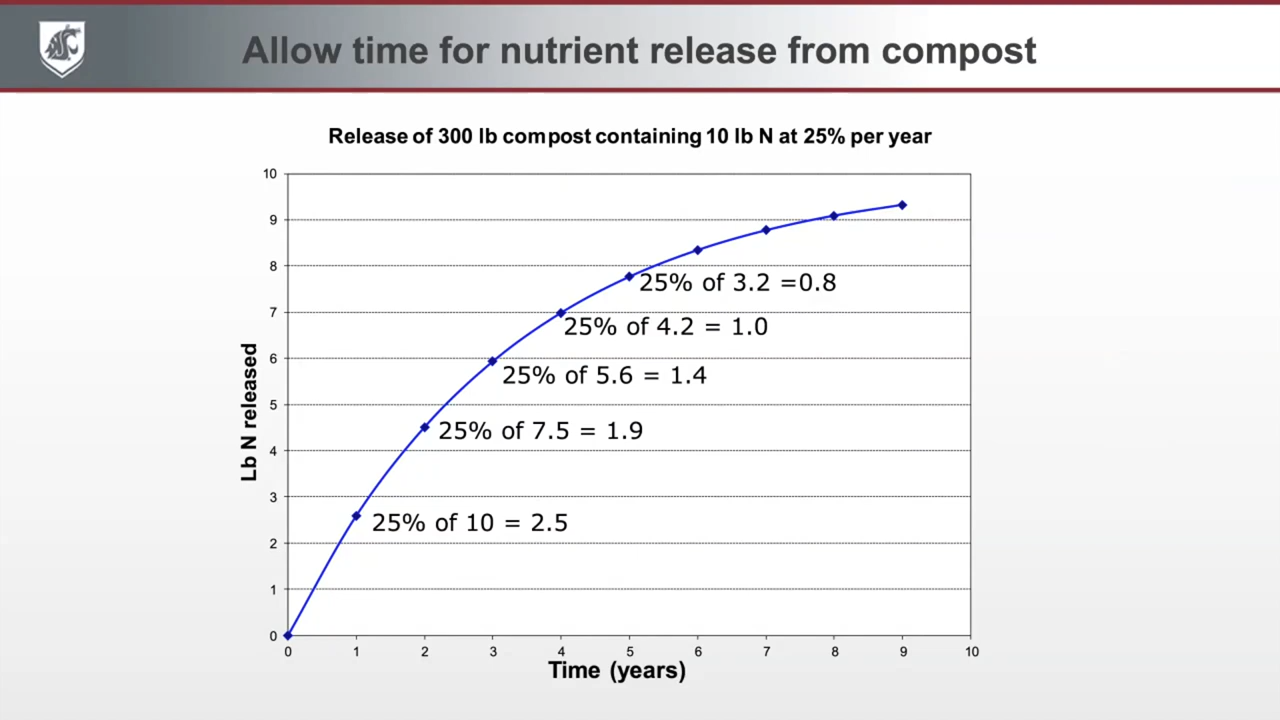 Allow time for nutrient release from compost
Release of 300 lb compost containing 10 lb N at 25% per year
10
9
8
7
6
5
4
3
2
1
0
Lb N released
25% of 3.2 =0.8
25% of 4.2 = 1.0
25% of 5.6 = 1.4
25% of 7.5 = 1.9
25% of 10 = 2.5
0 1 2 3 4 5 6 7 8 9 10
Time (years)